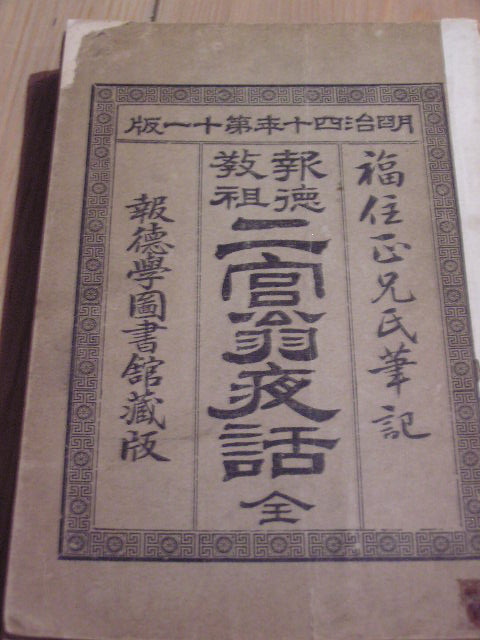 明治四十年第十一版
福住正兄氏筆記
報徳
教祖
二宮翁夜話 全
報德學圖書館藏版